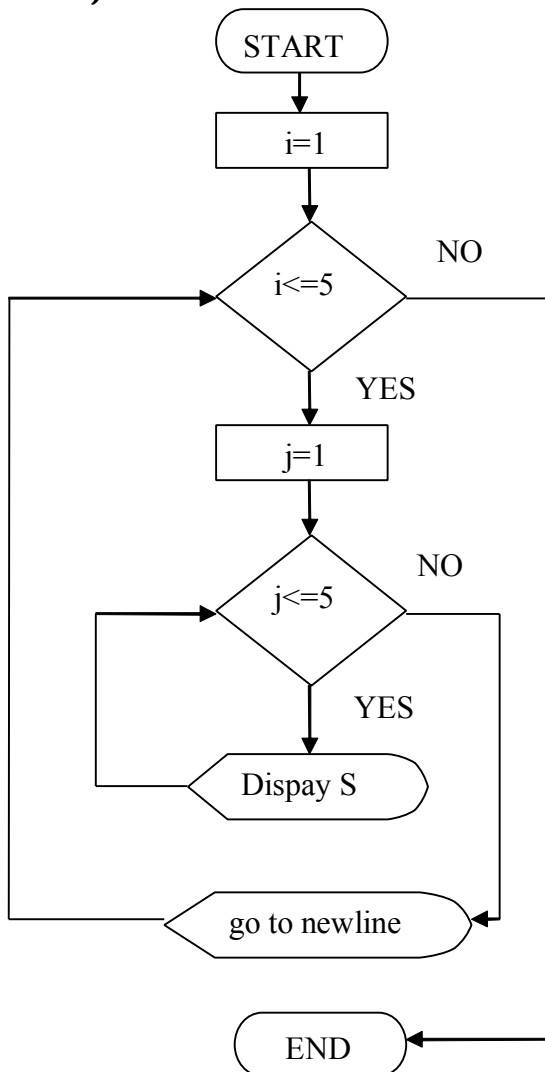 START
i=1
i<=5
NO
YES
j=1
j<=5
NO
YES
Dispay S
go to newline
END